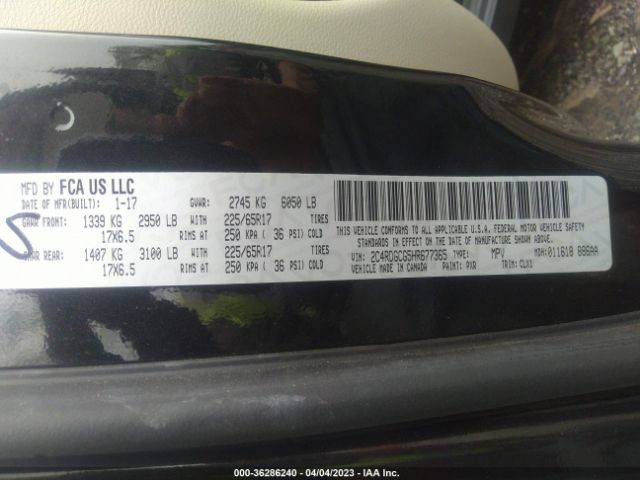 MFD BY FCA US LLC
DATE OF MFR(BUILT): 1-17 GVWR: 2745 KG 6050 LB
GAWR FRONT: 1339 KG 2950 LB WITH 225/65R17 TIRES
17X6.5 RIMS AT 250 KPA ( 36 PSI) COLD
GAWR REAR: 1407 KG 3100 LB WITH 225/65R17 TIRES
17X6.5 RIMS AT 250 KPA ( 36 PSI) COLD
THIS VEHICLE CONFORMS TO ALL APPLICABLE U.S.A. FEDERAL MOTOR VEHICLE SAFETY
STANDARDS IN EFFECT ON THE DATE OF MANUFACTURE SHOWN ABOVE.
VIN: 2C4RDGCG5HR677365 TYPE: MPV MDH: 011618 886AA
VEHICLE MADE IN CANADA PAINT: PXR TRIM: CLX1
000-36286240 - 04/04/2023 - IAA Inc.